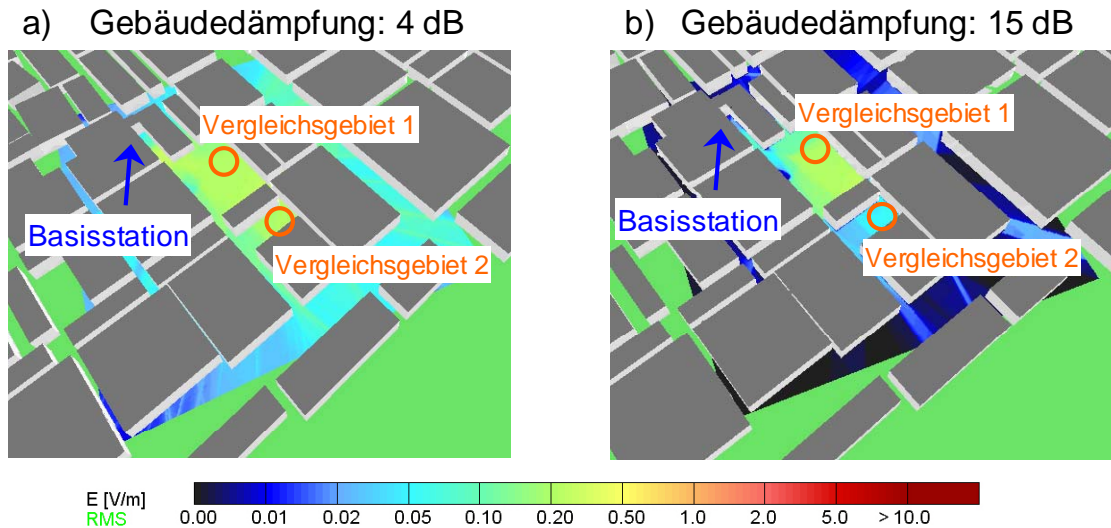 a) Gebäudedämpfung: 4 dB
b) Gebäudedämpfung: 15 dB
Vergleichsgebiet 1
Basisstation
Vergleichsgebiet 2
Vergleichsgebiet 1
Basisstation
Vergleichsgebiet 2
E [V/m]
RMS
0.00 0.01 0.02 0.05 0.10 0.20 0.50 1.0 2.0 5.0 > 10.0